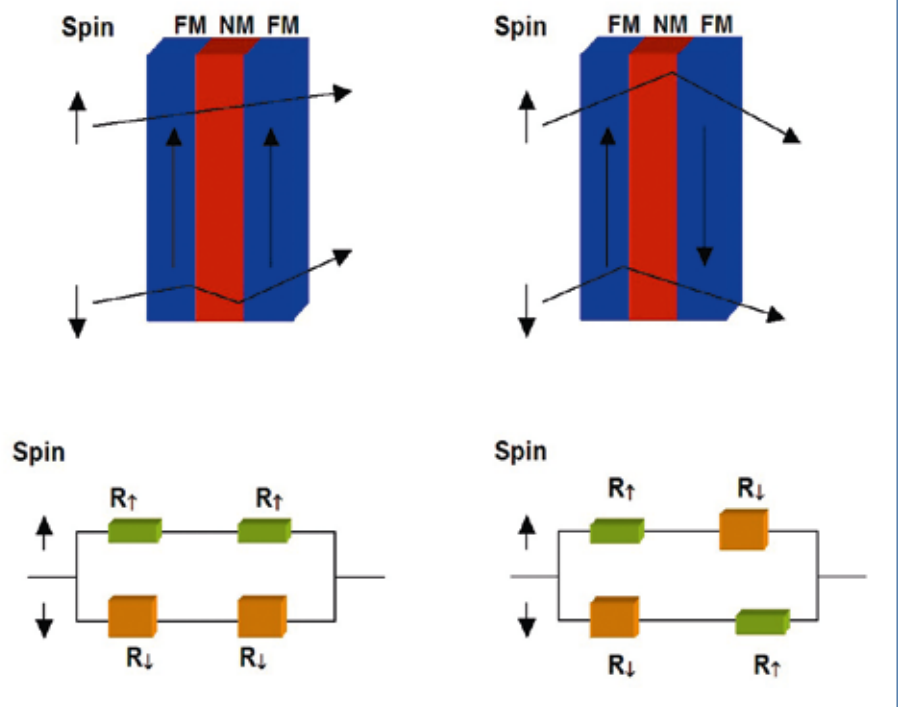 Spin FM NM FM
Spin FM NM FM
Spin
R↑ R↑
R↓ R↓
Spin
R↑ R↓
R↓ R↑